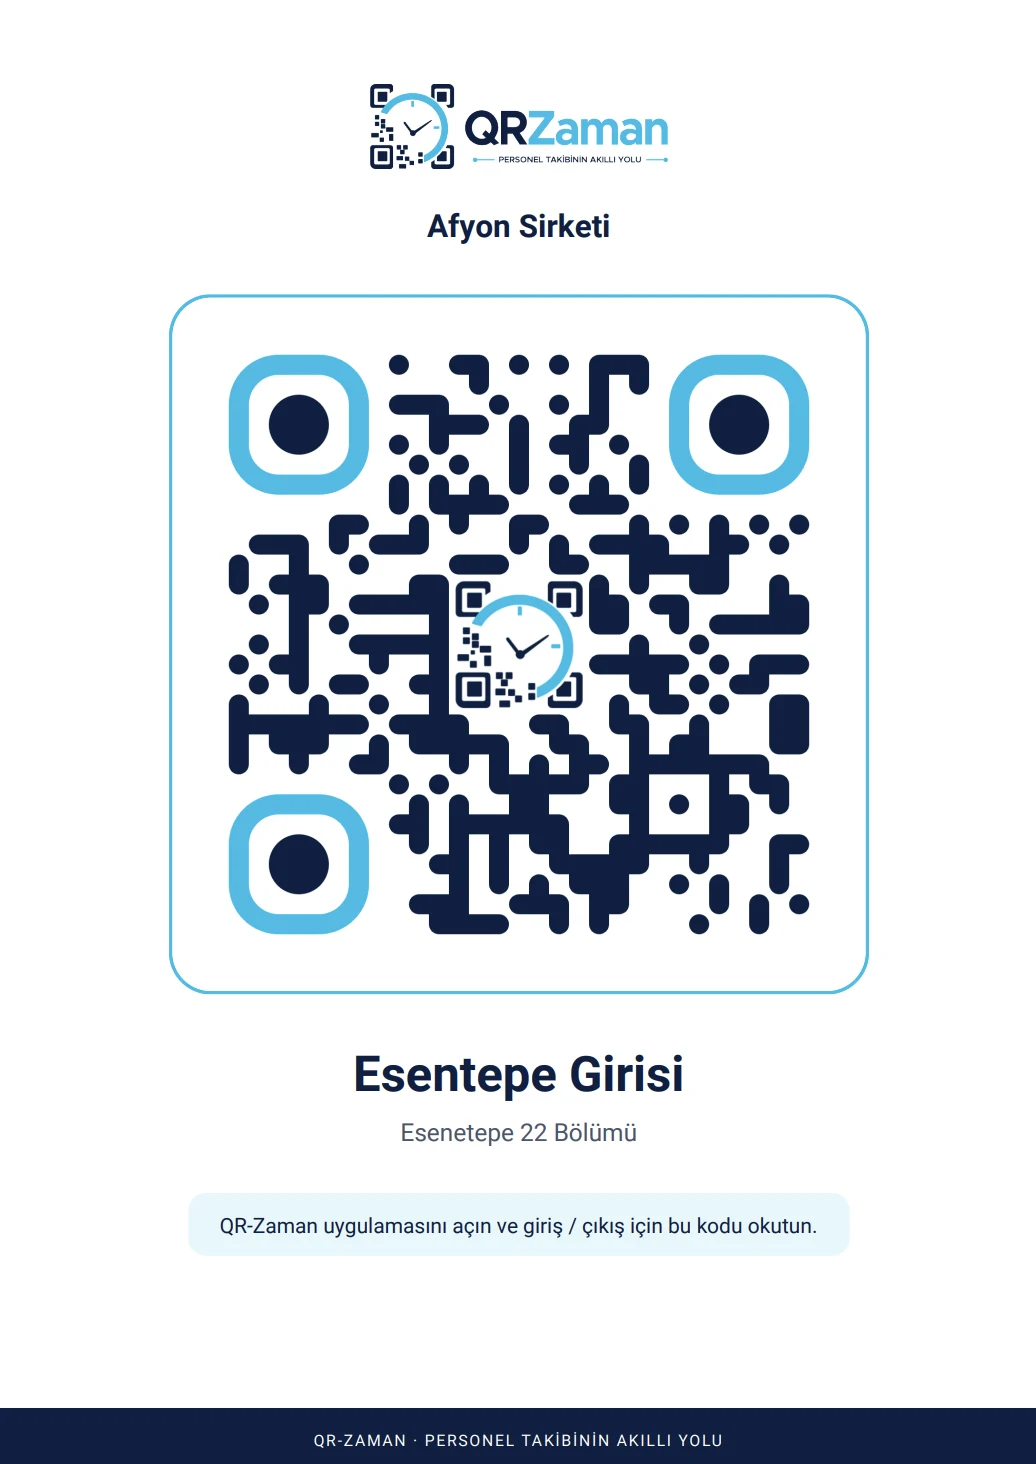 QRZaman
PERSONEL TAKİBİNİN AKILLI YOLU
Afyon Sirketi
Esentepe Girisi
Esenetepe 22 Bölümü
QR-Zaman uygulamasını açın ve giriş / çıkış için bu kodu okutun.
QR-ZAMAN · PERSONEL TAKİBİNİN AKILLI YOLU